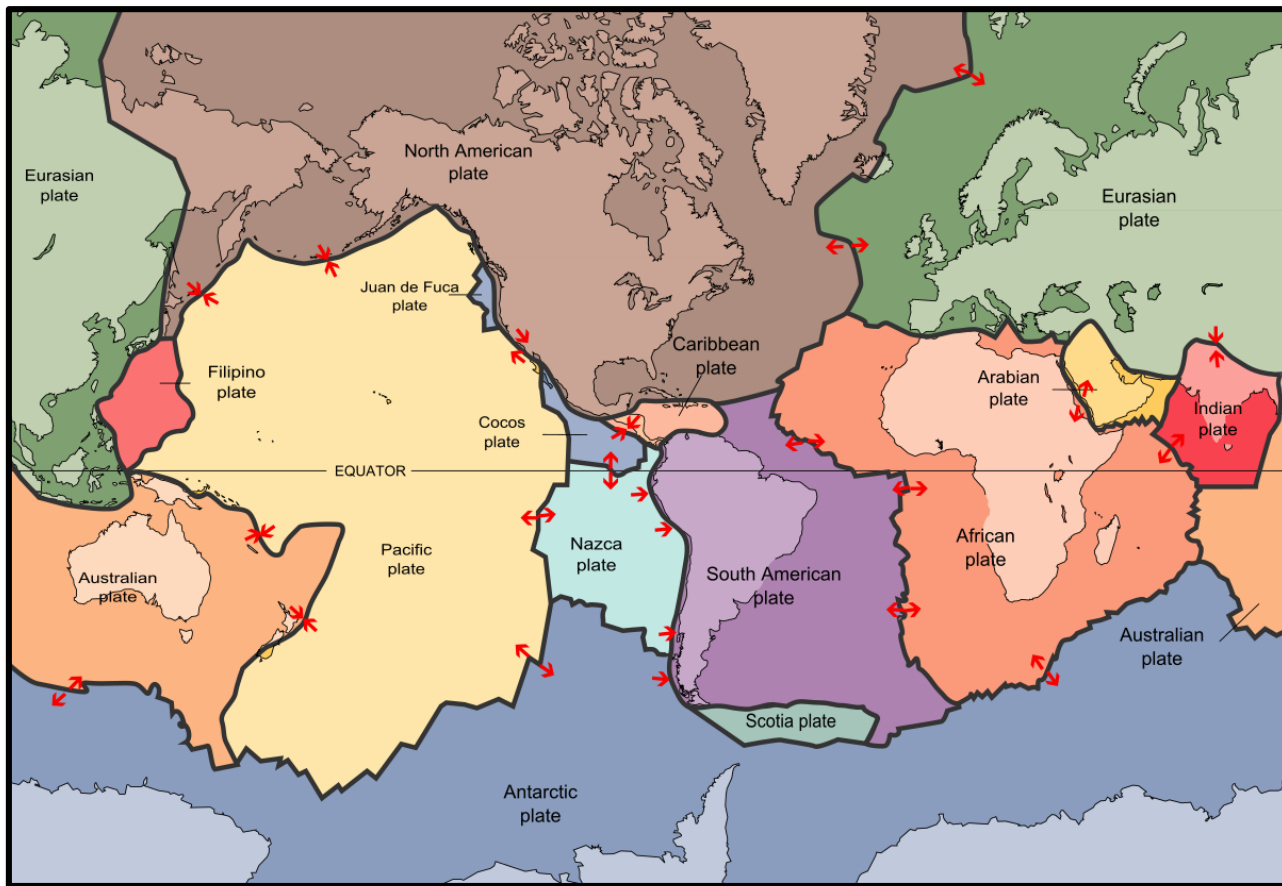 North American
plate
Eurasian
plate
Eurasian
plate
Juan de Fuca
plate
Caribbean
plate
Filipino
plate
Arabian
plate
Cocos
plate
Indian
plate
EQUATOR
Pacific
plate
Nazca
plate
African
plate
South American
plate
Australian
plate
Australian
plate
Scotia plate
Antarctic
plate